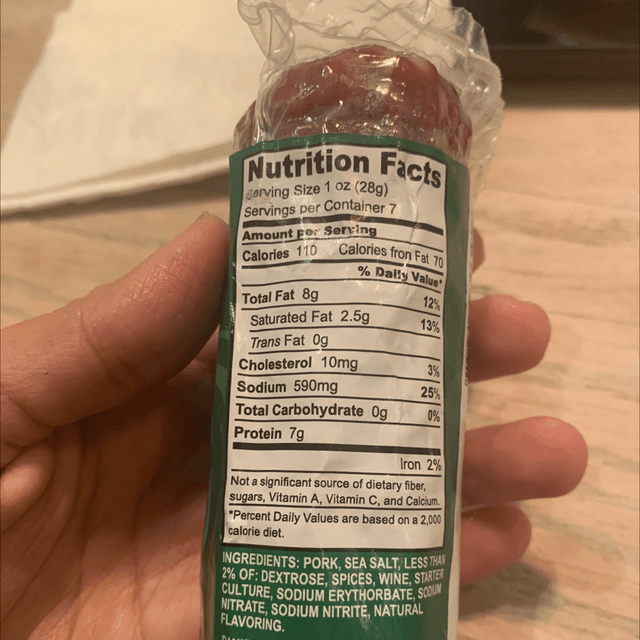 Nutrition Facts
Serving Size 1 oz (28g)
Servings per Container 7
Amount per Serving
Calories 110 Calories from Fat 70
% Daily Value*
Total Fat 8g 12%
Saturated Fat 2.5g 13%
Trans Fat 0g
Cholesterol 10mg 3%
Sodium 590mg 25%
Total Carbohydrate 0g 0%
Protein 7g
Iron 2%
Not a significant source of dietary fiber,
sugars, Vitamin A, Vitamin C, and Calcium.
*Percent Daily Values are based on a 2,000
calorie diet.
INGREDIENTS: PORK, SEA SALT, LESS THAN
2% OF: DEXTROSE, SPICES, WINE, STARTER
CULTURE, SODIUM ERYTHORBATE, SODIUM
NITRATE, SODIUM NITRITE, NATURAL
FLAVORING.